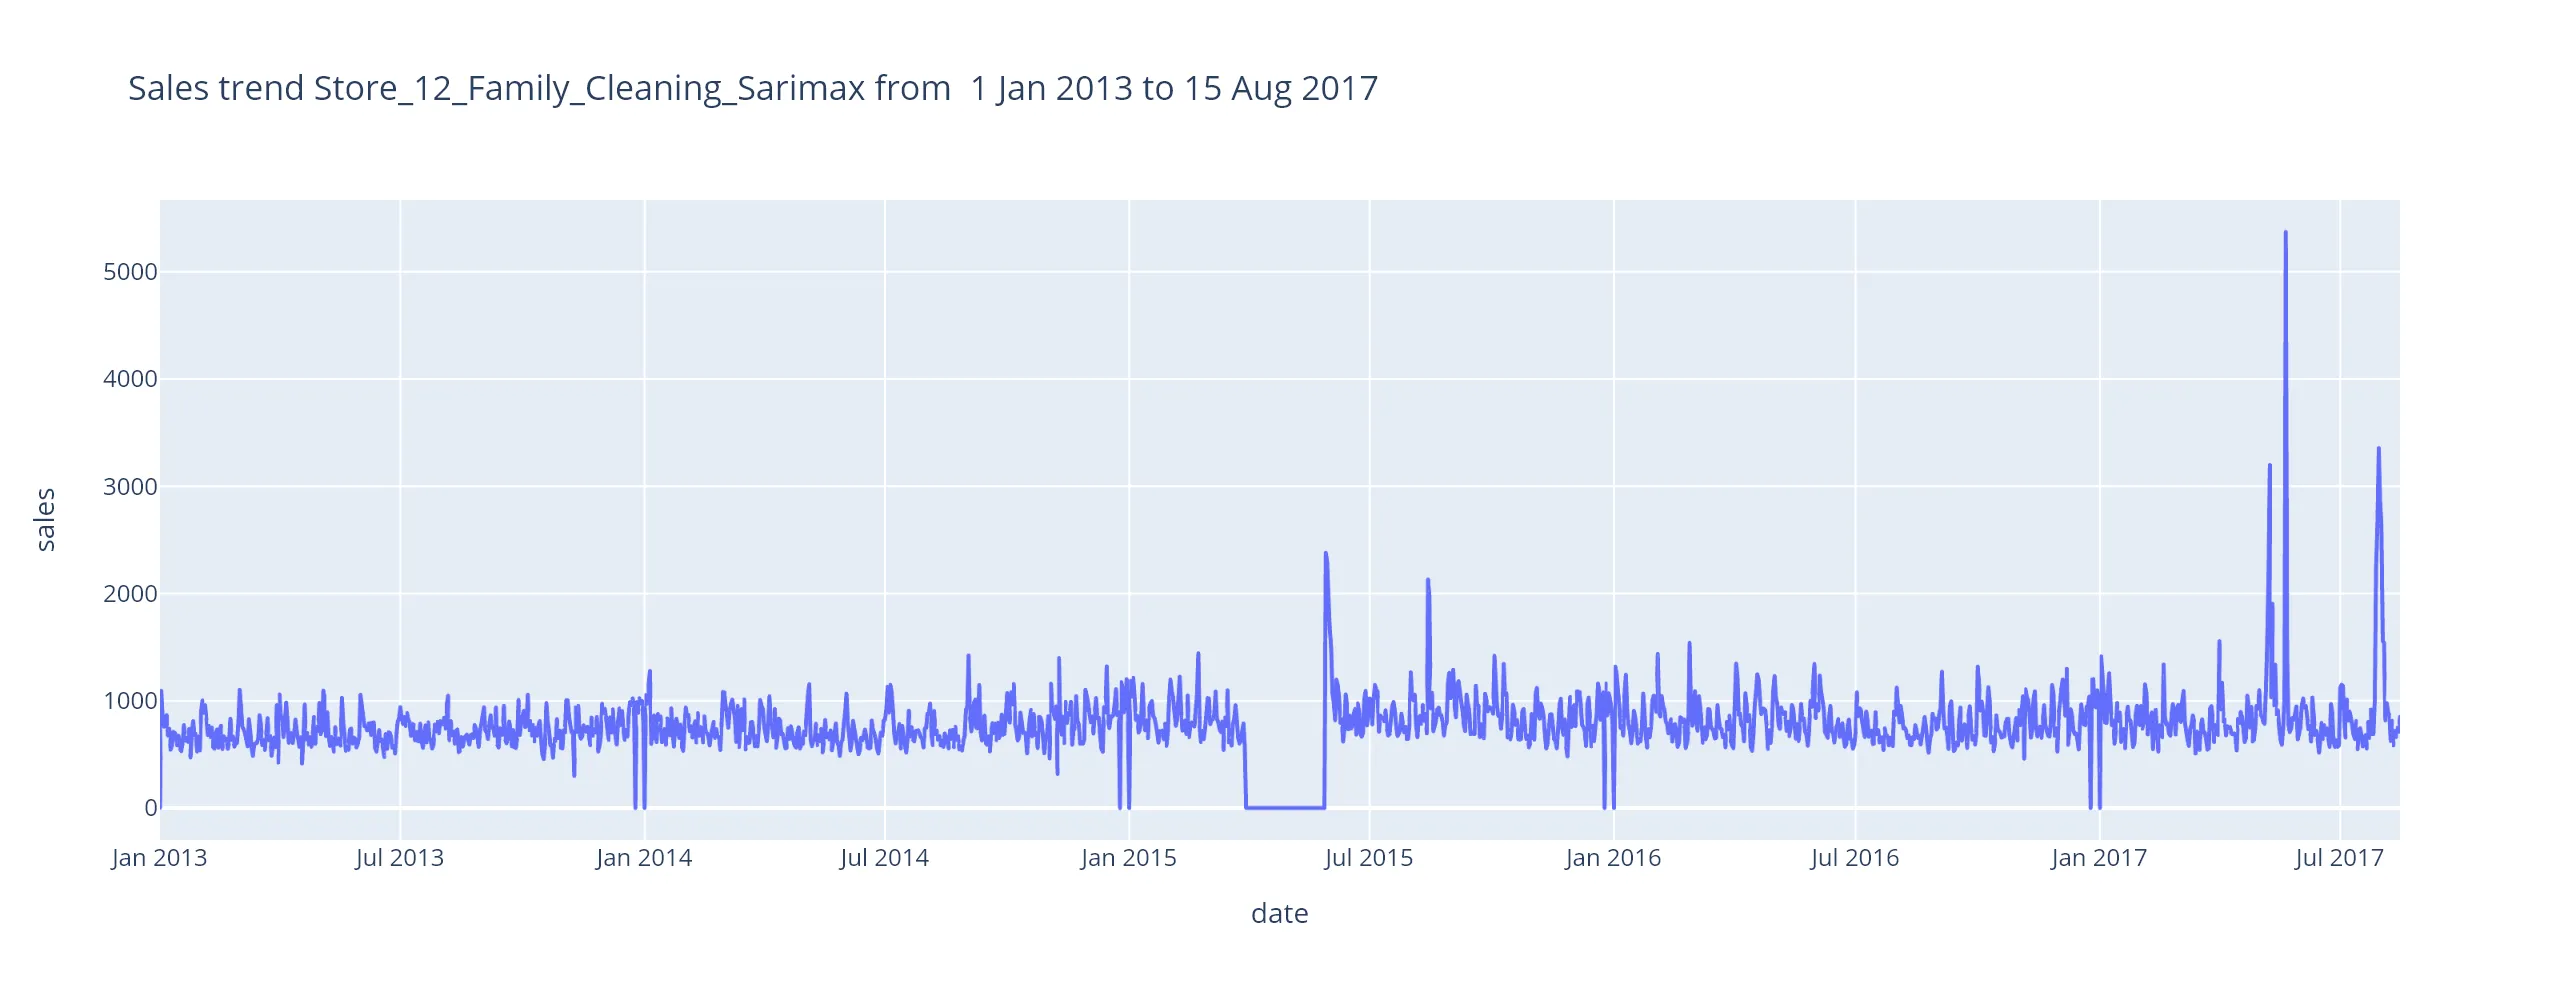 Sales trend Store_12_Family_Cleaning_Sarimax from  1 Jan 2013 to 15 Aug 2017
5000
4000
3000
2000
1000
0
sales
Jan 2013 Jul 2013 Jan 2014 Jul 2014 Jan 2015 Jul 2015 Jan 2016 Jul 2016 Jan 2017 Jul 2017
date